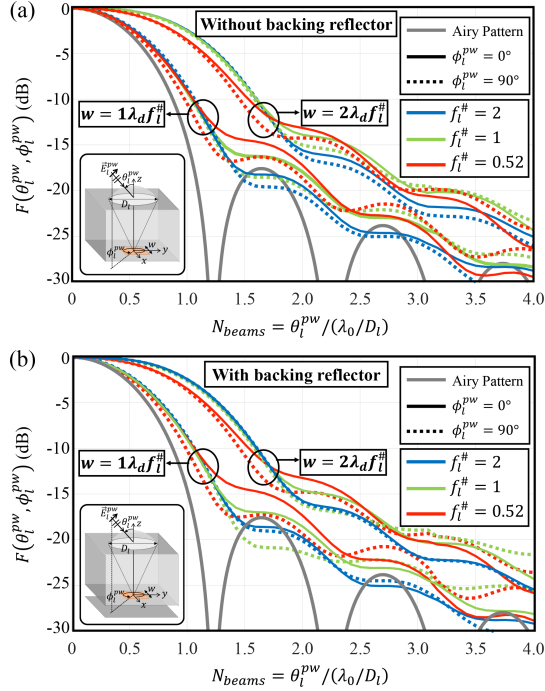 (a)
Without backing reflector
Airy Pattern
ϕ_l^{pw} = 0°
ϕ_l^{pw} = 90°
w = 1λ_d f_l^#
w = 2λ_d f_l^#
f_l^# = 2
f_l^# = 1
f_l^# = 0.52
F(θ_l^{pw}, ϕ_l^{pw}) (dB)
0
-5
-10
-15
-20
-25
-30
E_l^{pw} θ_l^{pw} z
D_l
ϕ_l^{pw} w y
x
0 0.5 1.0 1.5 2.0 2.5 3.0 3.5 4.0
N_{beams} = θ_l^{pw}/(λ_0/D_l)
(b)
With backing reflector
Airy Pattern
ϕ_l^{pw} = 0°
ϕ_l^{pw} = 90°
w = 1λ_d f_l^#
w = 2λ_d f_l^#
f_l^# = 2
f_l^# = 1
f_l^# = 0.52
F(θ_l^{pw}, ϕ_l^{pw}) (dB)
0
-5
-10
-15
-20
-25
-30
E_l^{pw} θ_l^{pw} z
D_l
ϕ_l^{pw} w y
x
0 0.5 1.0 1.5 2.0 2.5 3.0 3.5 4.0
N_{beams} = θ_l^{pw}/(λ_0/D_l)